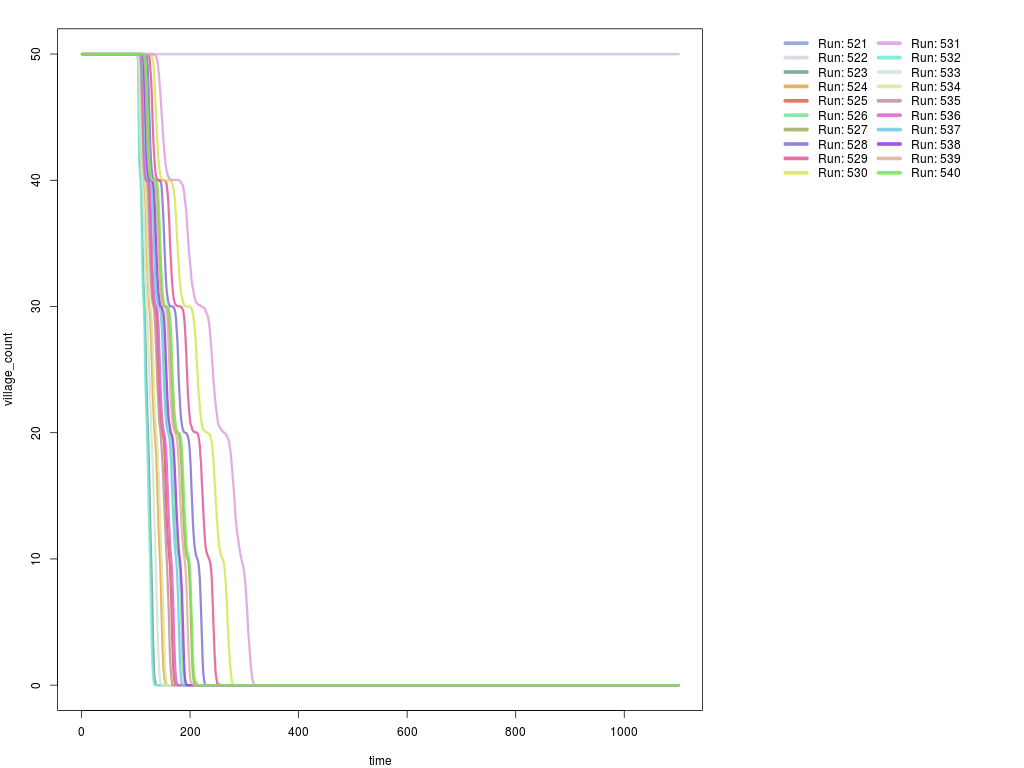 village_count
50
40
30
20
10
0
0
200
400
600
800
1000
time
Run: 521
Run: 522
Run: 523
Run: 524
Run: 525
Run: 526
Run: 527
Run: 528
Run: 529
Run: 530
Run: 531
Run: 532
Run: 533
Run: 534
Run: 535
Run: 536
Run: 537
Run: 538
Run: 539
Run: 540